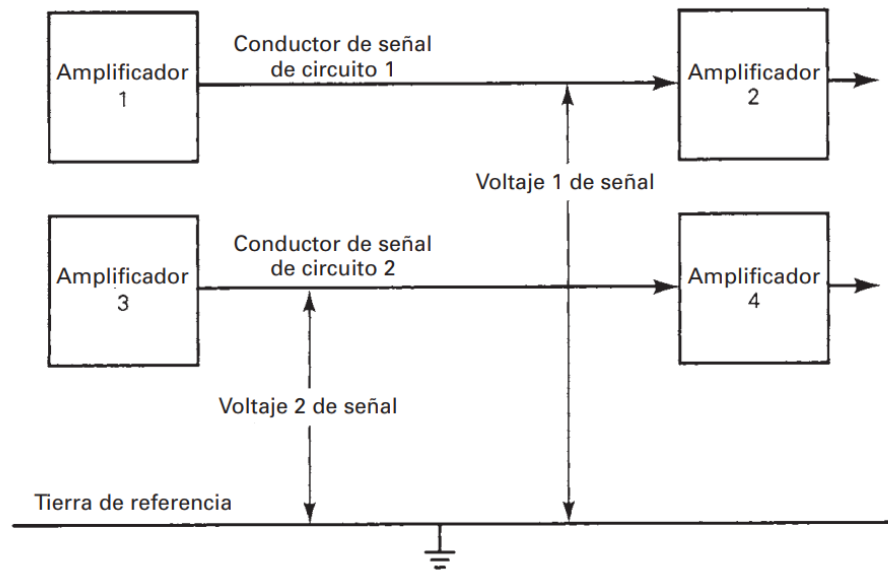 Amplificador
1
Conductor de señal
de circuito 1
Amplificador
2
Voltaje 1 de señal
Amplificador
3
Conductor de señal
de circuito 2
Amplificador
4
Voltaje 2 de señal
Tierra de referencia